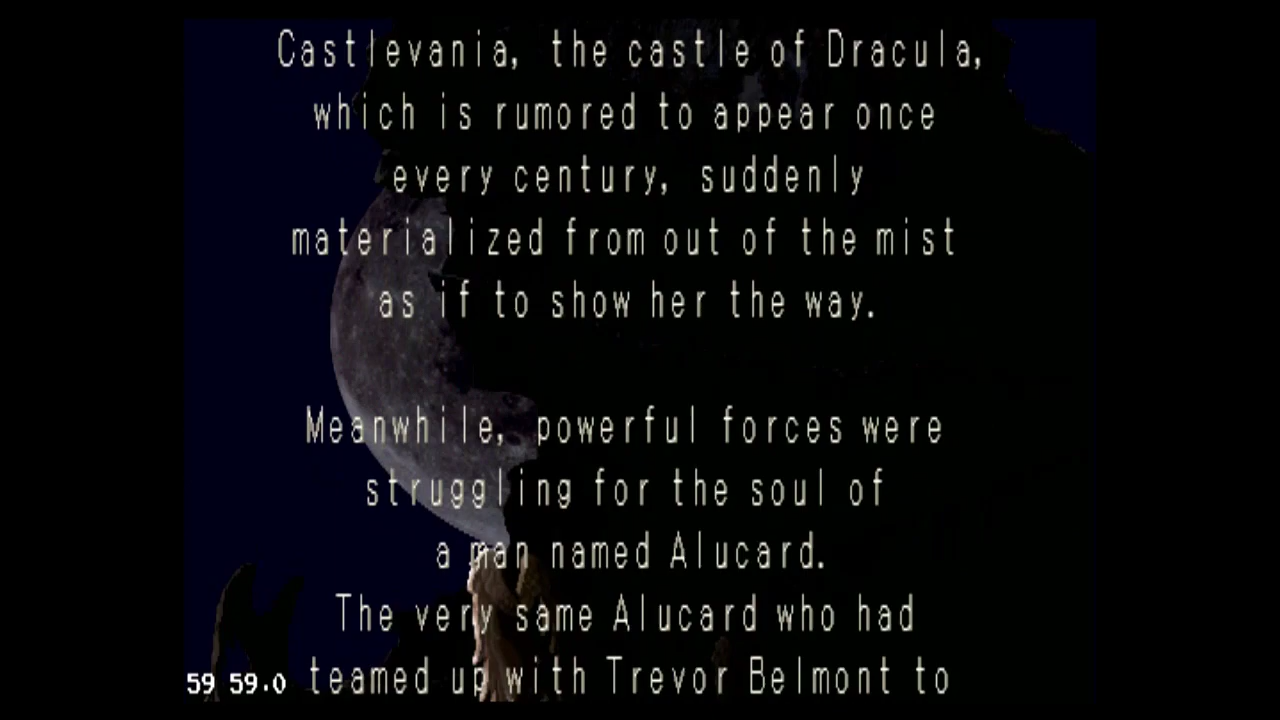 Castlevania, the castle of Dracula,
which is rumored to appear once
every century, suddenly
materialized from out of the mist
as if to show her the way.
Meanwhile, powerful forces were
struggling for the soul of
a man named Alucard.
The very same Alucard who had
teamed up with Trevor Belmont to
59 59.0